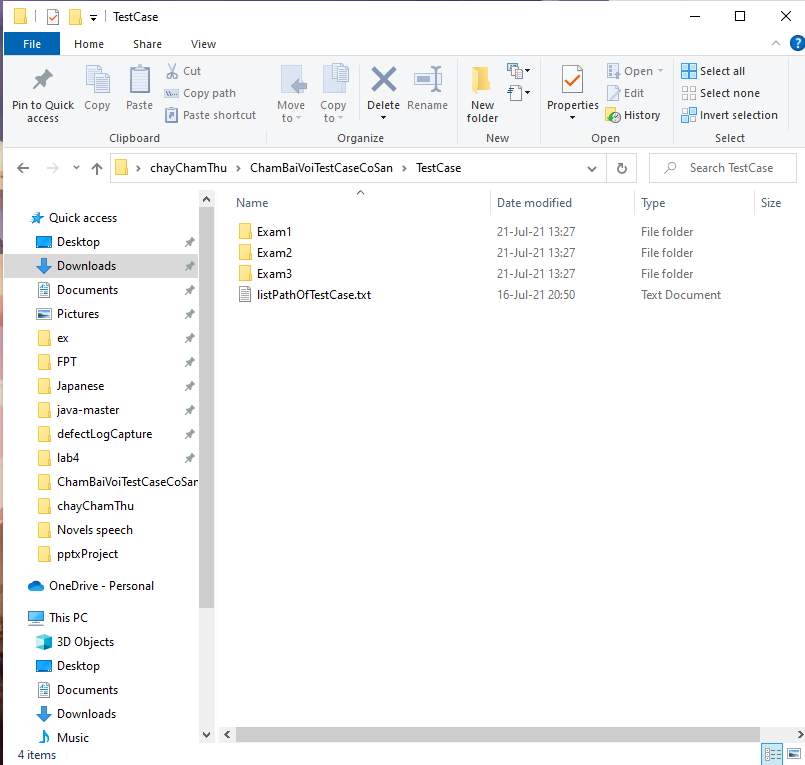 TestCase
File Home Share View
Pin to Quick access
Copy
Paste
Cut
Copy path
Paste shortcut
Clipboard
Move to
Copy to
Delete
Rename
Organize
New folder
New
Properties
Open
Edit
History
Open
Select all
Select none
Invert selection
Select
chayChamThu ChamBaiVoiTestCaseCoSan TestCase
Search TestCase
Quick access
Desktop
Downloads
Documents
Pictures
ex
FPT
Japanese
java-master
defectLogCapture
lab4
ChamBaiVoiTestCaseCoSan
chayChamThu
Novels speech
pptxProject
OneDrive - Personal
This PC
3D Objects
Desktop
Documents
Downloads
Music
Name Date modified Type Size
Exam1 21-Jul-21 13:27 File folder
Exam2 21-Jul-21 13:27 File folder
Exam3 21-Jul-21 13:27 File folder
listPathOfTestCase.txt 16-Jul-21 20:50 Text Document
4 items